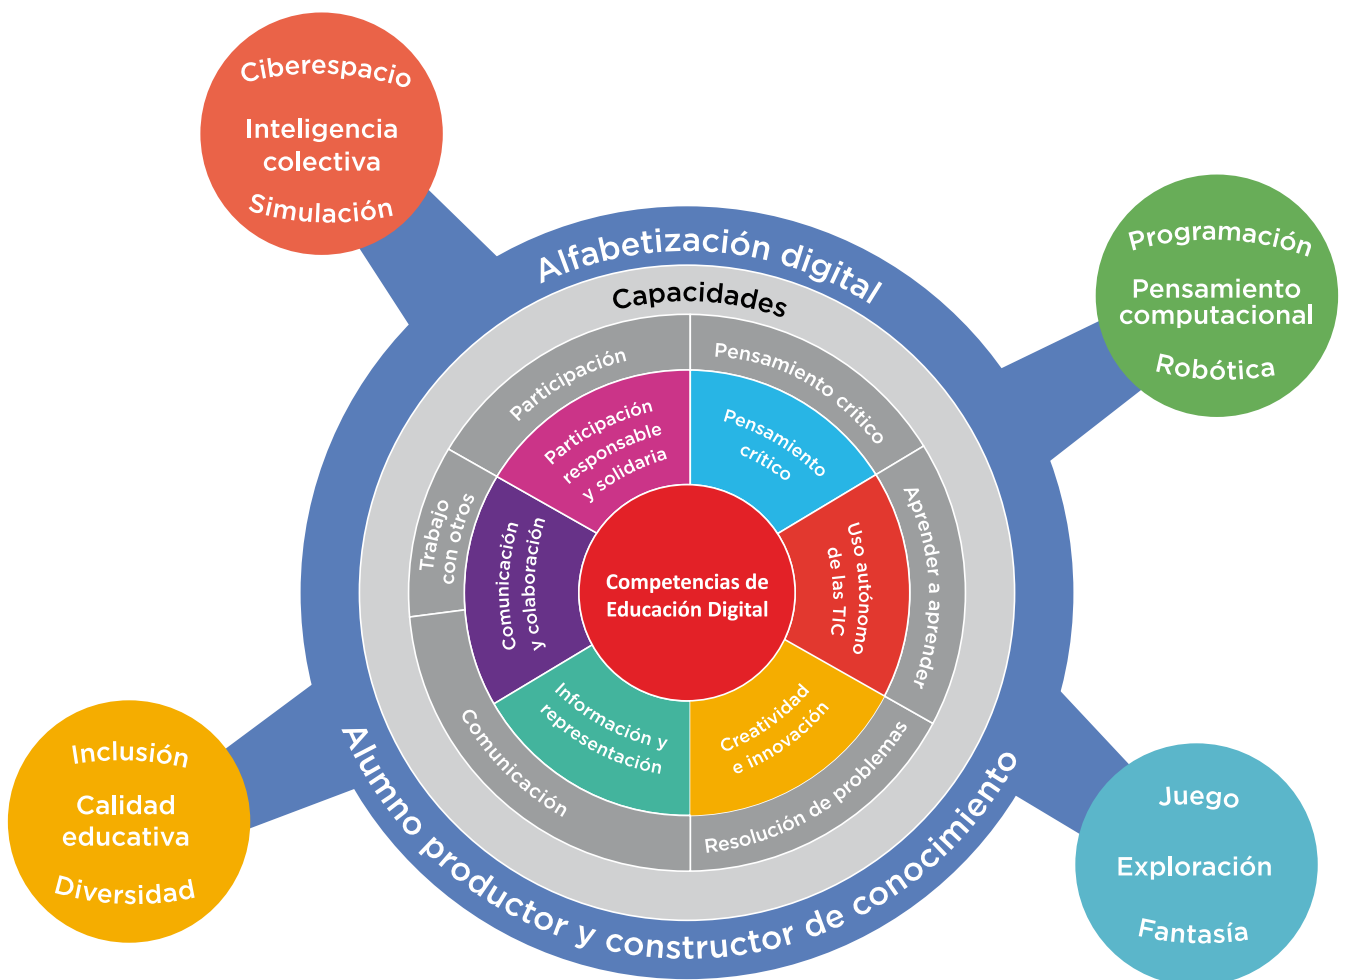 Ciberespacio
Inteligencia
colectiva
Simulación
Programación
Pensamiento
computacional
Robótica
Alfabetización digital
Capacidades
Participación
Pensamiento crítico
Participación
responsable
y solidaria
Pensamiento
crítico
Trabajo
con otros
Comunicación
y colaboración
Competencias de
Educación Digital
Uso autónomo
de las TIC
Aprender a aprender
Información y
representación
Creatividad
e innovación
Comunicación
Resolución de problemas
Alumno productor y constructor de conocimiento
Inclusión
Calidad
educativa
Diversidad
Juego
Exploración
Fantasía